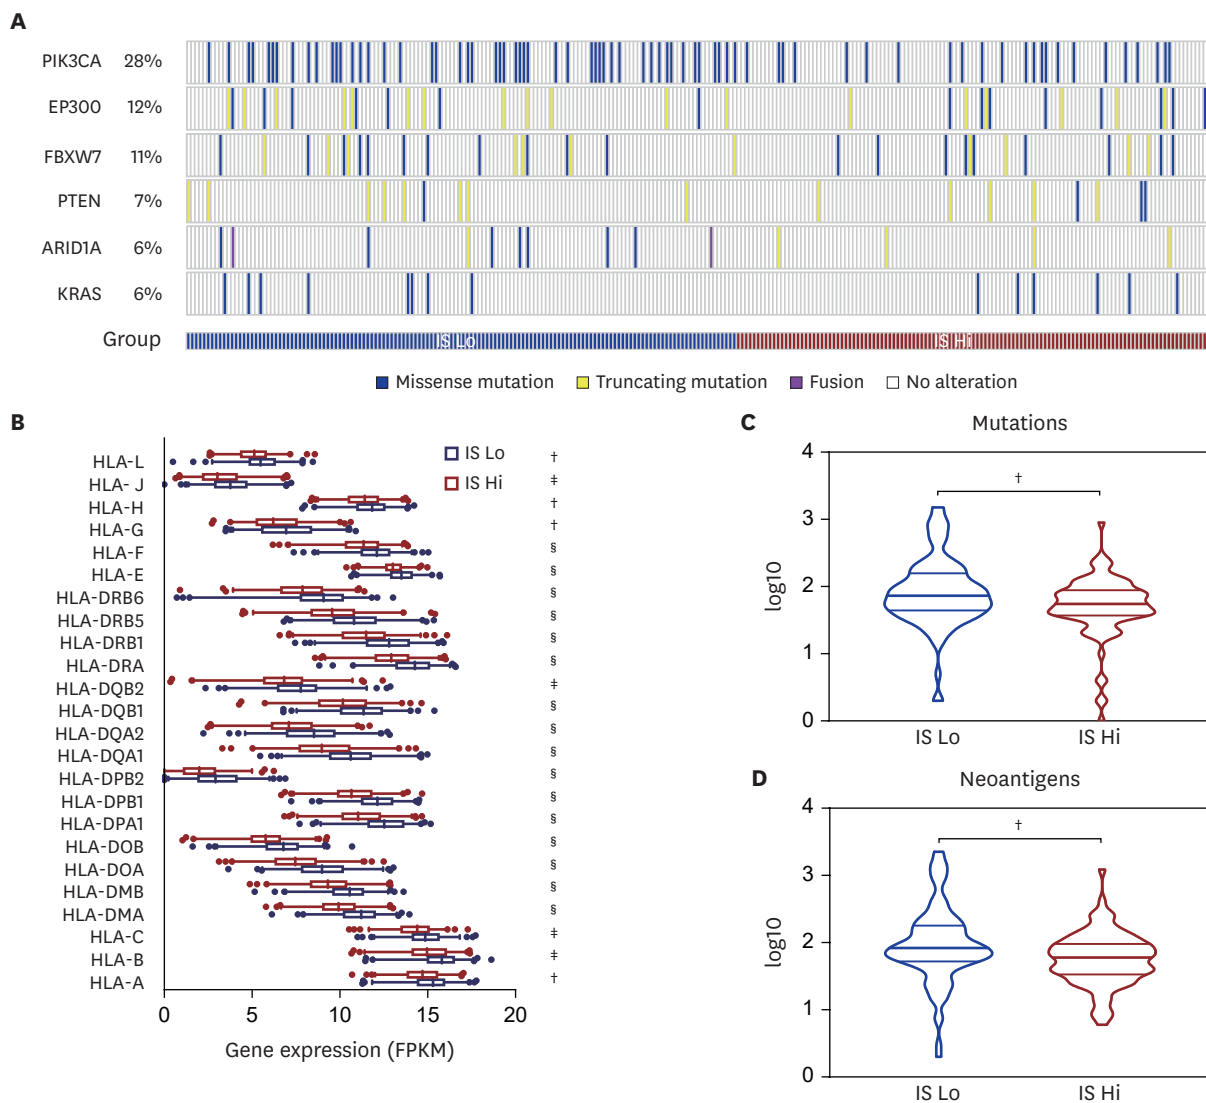 A
PIK3CA 28%
EP300 12%
FBXW7 11%
PTEN 7%
ARID1A 6%
KRAS 6%
Group IS Lo IS Hi
Missense mutation Truncating mutation Fusion No alteration
B
IS Lo
IS Hi
HLA-L †
HLA- J ‡
HLA-H †
HLA-G †
HLA-F §
HLA-E §
HLA-DRB6 §
HLA-DRB5 §
HLA-DRB1 §
HLA-DRA §
HLA-DQB2 ‡
HLA-DQB1 §
HLA-DQA2 §
HLA-DQA1 §
HLA-DPB2 §
HLA-DPB1 §
HLA-DPA1 §
HLA-DOB §
HLA-DOA §
HLA-DMB §
HLA-DMA §
HLA-C ‡
HLA-B ‡
HLA-A †
0 5 10 15 20
Gene expression (FPKM)
C
Mutations
4
3
2
1
0
log10
†
IS Lo IS Hi
D
Neoantigens
4
3
2
1
0
log10
†
IS Lo IS Hi